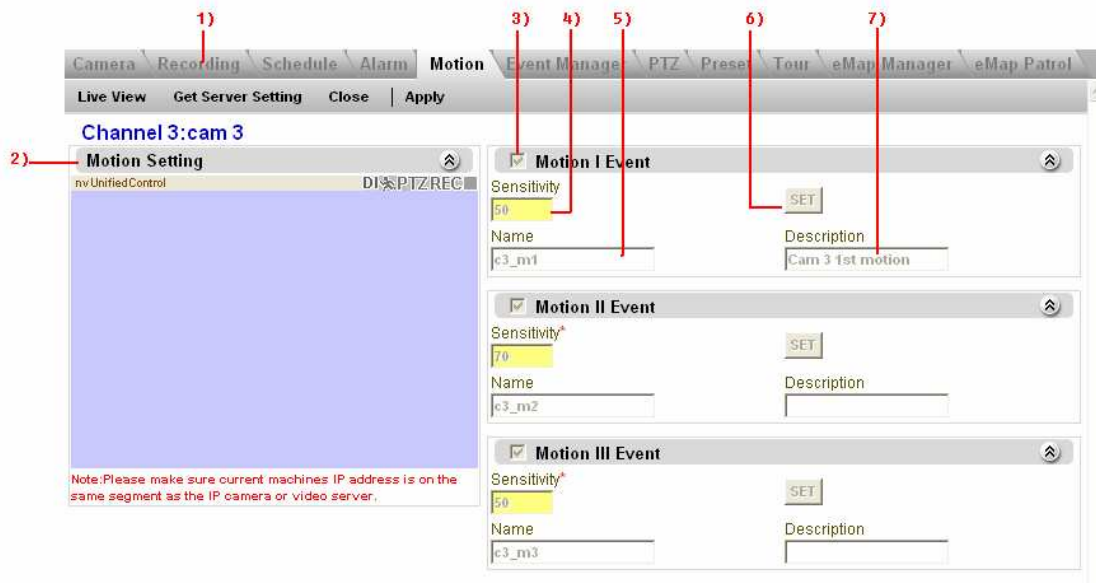 1) 3) 4) 5) 6) 7)
Camera Recording Schedule Alarm Motion Event Manager PTZ Preset Tour eMap Manager eMap Patrol
Live View Get Server Setting Close | Apply
Channel 3:cam 3
2) Motion Setting
nvUnifiedControl DI PTZ REC
Note:Please make sure current machines IP address is on the
same segment as the IP camera or video server.
Motion I Event
Sensitivity
50 SET
Name Description
c3_m1 Cam 3 1st motion
Motion II Event
Sensitivity*
70 SET
Name Description
c3_m2
Motion III Event
Sensitivity*
50 SET
Name Description
c3_m3